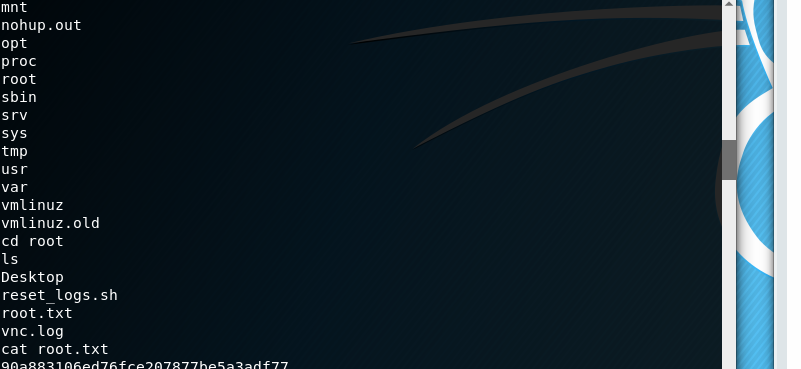 mnt
nohup.out
opt
proc
root
sbin
srv
sys
tmp
usr
var
vmlinuz
vmlinuz.old
cd root
ls
Desktop
reset_logs.sh
root.txt
vnc.log
cat root.txt
90a883106ed76fce207877be5a3adf77